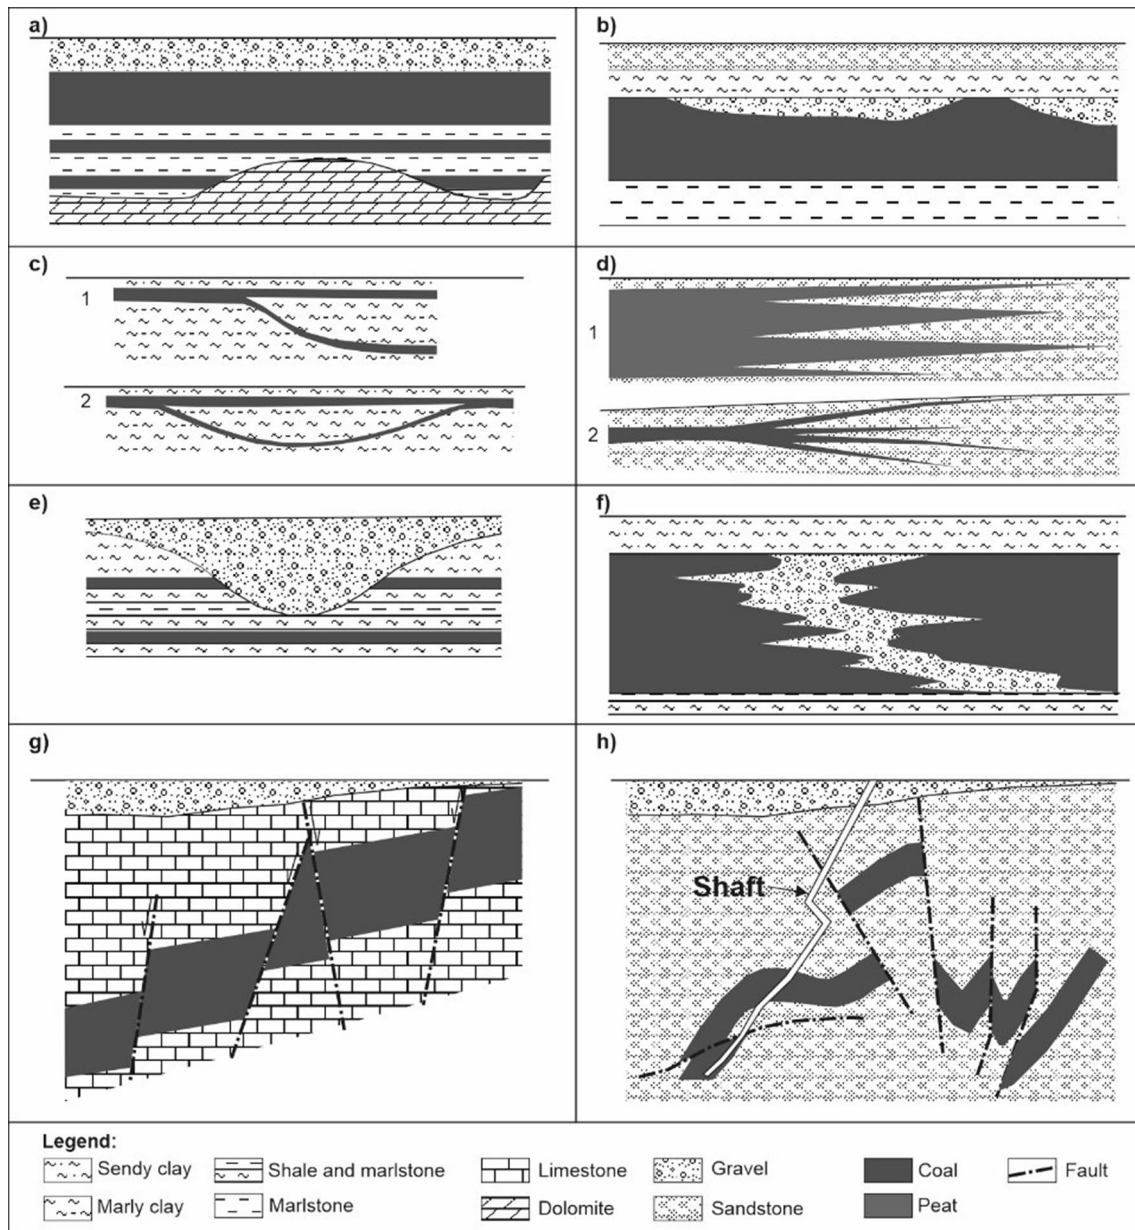 a)
b)
c)
1
2
d)
1
2
e)
f)
g)
h)
Shaft
Legend:
Sendy clay
Shale and marlstone
Limestone
Gravel
Coal
Fault
Marly clay
Marlstone
Dolomite
Sandstone
Peat